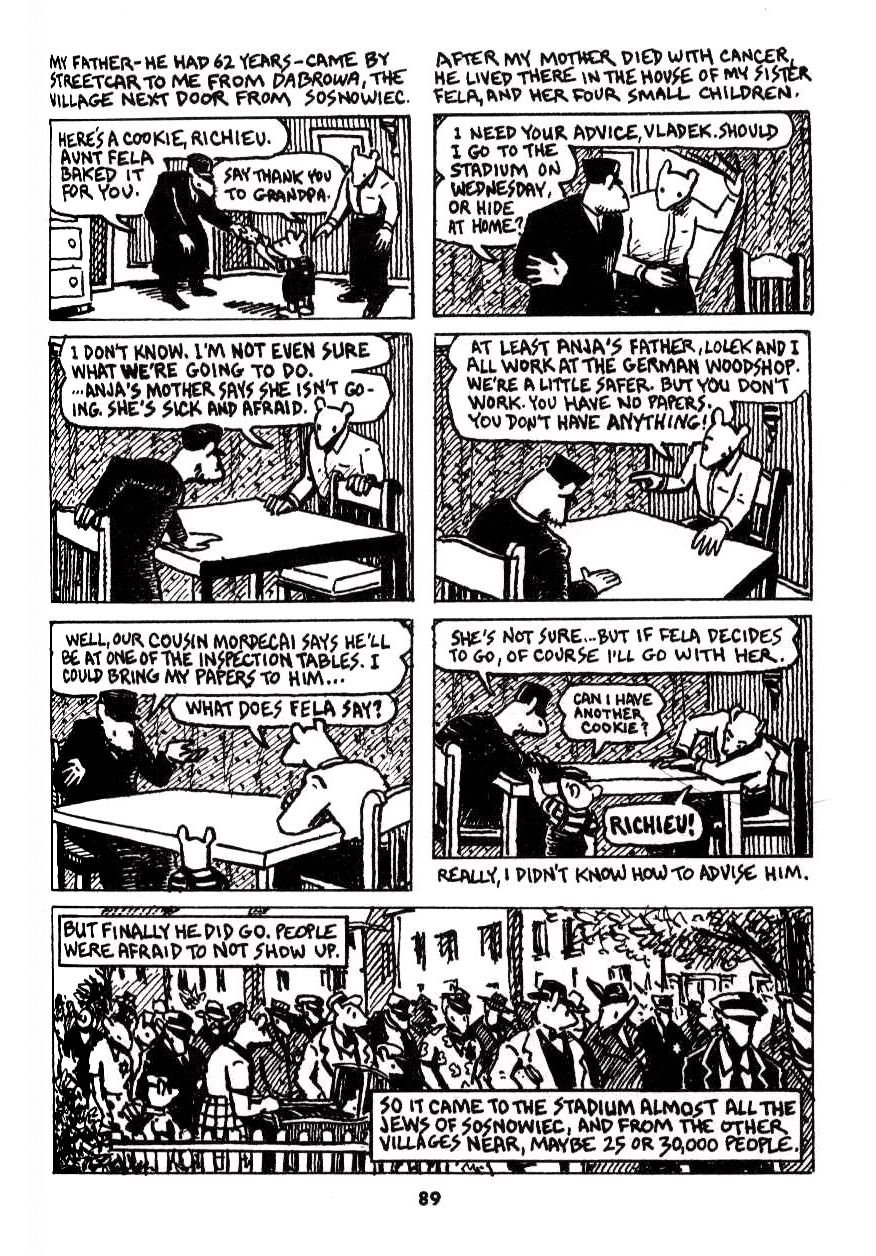 MY FATHER-HE HAD 62 YEARS-CAME BY
STREETCAR TO ME FROM DABROWA, THE
VILLAGE NEXT DOOR FROM SOSNOWIEC.
AFTER MY MOTHER DIED WITH CANCER,
HE LIVED THERE IN THE HOUSE OF MY SISTER
FELA, AND HER FOUR SMALL CHILDREN.
HERE'S A COOKIE, RICHIEU.
AUNT FELA
BAKED IT
FOR YOU.
SAY THANK YOU
TO GRANDPA.
I NEED YOUR ADVICE, VLADEK. SHOULD
I GO TO THE
STADIUM ON
WEDNESDAY,
OR HIDE
AT HOME?
I DON'T KNOW. I'M NOT EVEN SURE
WHAT WE'RE GOING TO DO.
...ANJA'S MOTHER SAYS SHE ISN'T GO-
ING. SHE'S SICK AND AFRAID.
AT LEAST ANJA'S FATHER, LOLEK AND I
ALL WORK AT THE GERMAN WOODSHOP.
WE'RE A LITTLE SAFER. BUT YOU DON'T
WORK. YOU HAVE NO PAPERS.
YOU DON'T HAVE ANYTHING!
WELL, OUR COUSIN MORDECAI SAYS HE'LL
BE AT ONE OF THE INSPECTION TABLES. I
COULD BRING MY PAPERS TO HIM...
WHAT DOES FELA SAY?
SHE'S NOT SURE...BUT IF FELA DECIDES
TO GO, OF COURSE I'LL GO WITH HER.
CAN I HAVE
ANOTHER
COOKIE?
RICHIEU!
REALLY, I DIDN'T KNOW HOW TO ADVISE HIM.
BUT FINALLY HE DID GO. PEOPLE
WERE AFRAID TO NOT SHOW UP.
SO IT CAME TO THE STADIUM ALMOST ALL THE
JEWS OF SOSNOWIEC, AND FROM THE OTHER
VILLAGES NEAR, MAYBE 25 OR 30,000 PEOPLE.
89